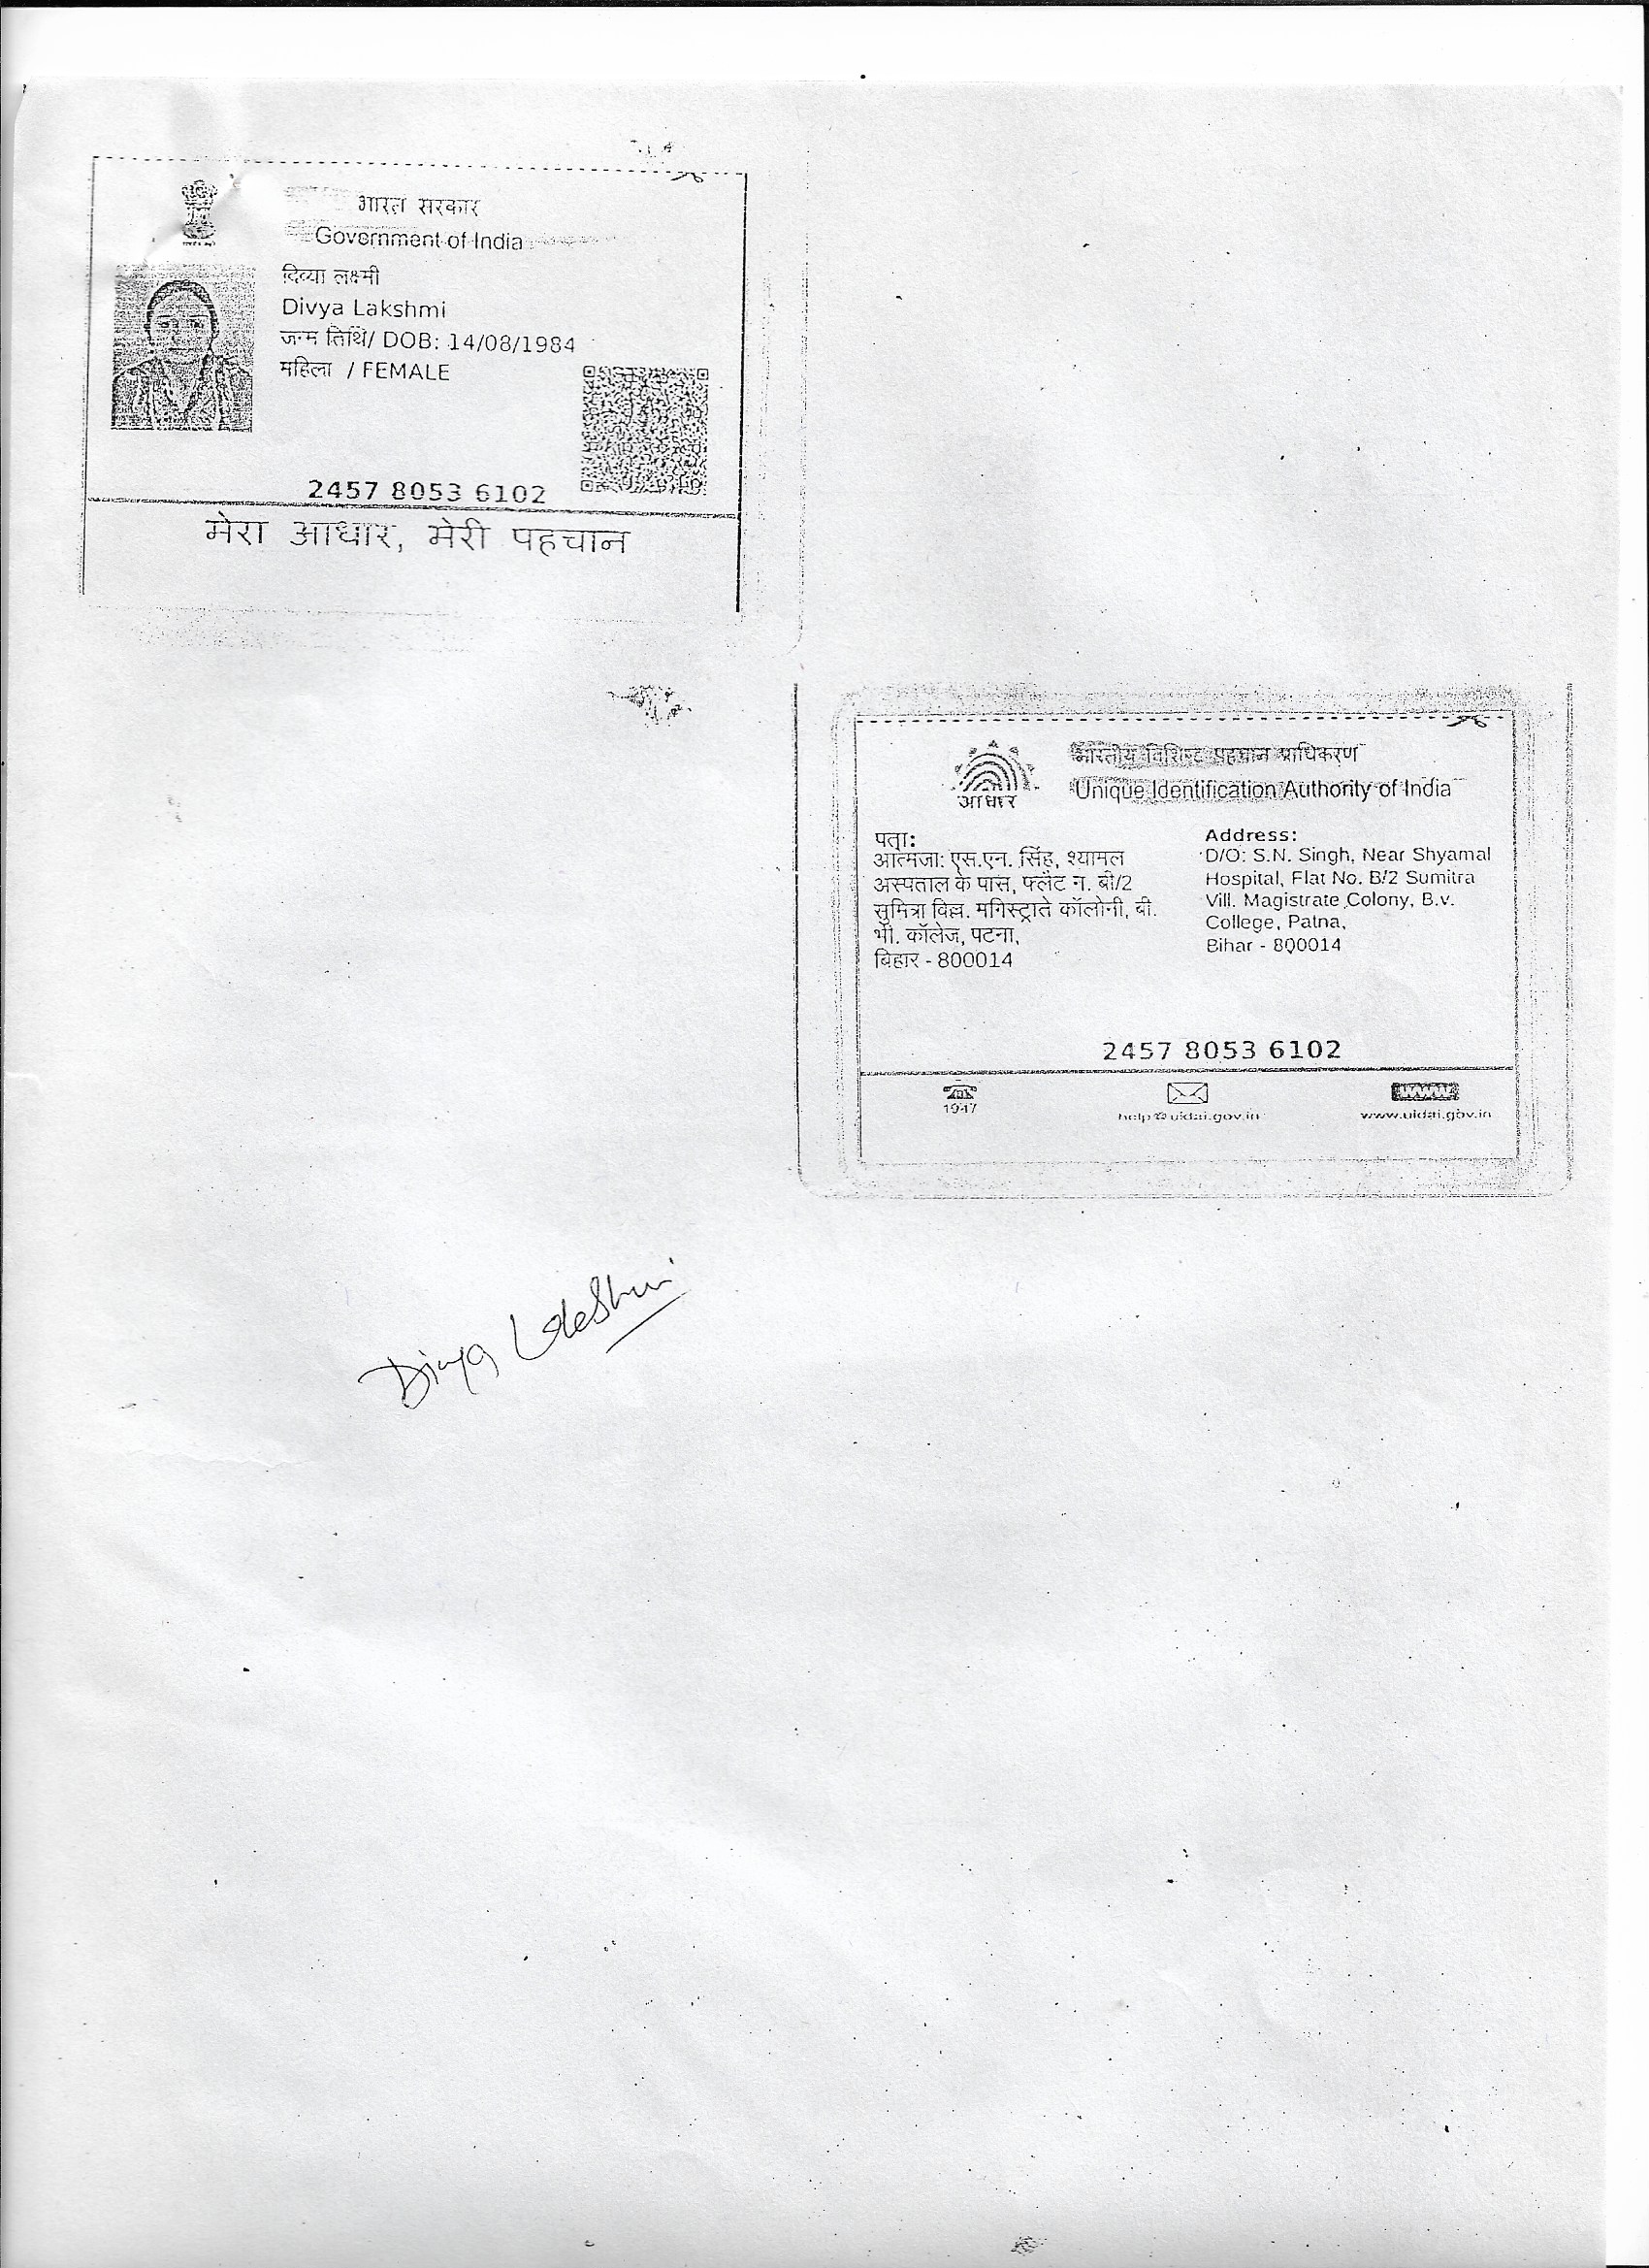 भारत सरकार
Government of India
दिव्या लक्ष्मी
Divya Lakshmi
जन्म तिथि/ DOB: 14/08/1984
महिला / FEMALE
2457 8053 6102
मेरा आधार, मेरी पहचान
भारतीय विशिष्ट पहचान प्राधिकरण
Unique Identification Authority of India
आधार
पता:
आत्मजा: एस.एन. सिंह, श्यामल
अस्पताल के पास, फ्लैट न. बी/2
सुमित्रा विल्ल. मगिस्ट्राते कॉलोनी, बी.
भी. कॉलेज, पटना,
बिहार - 800014
Address:
D/O: S.N. Singh, Near Shyamal
Hospital, Flat No. B/2 Sumitra
Vill. Magistrate Colony, B.v.
College, Patna,
Bihar - 800014
2457 8053 6102
1947
help@uidai.gov.in
www
www.uidai.gov.in
Divya Lakshmi